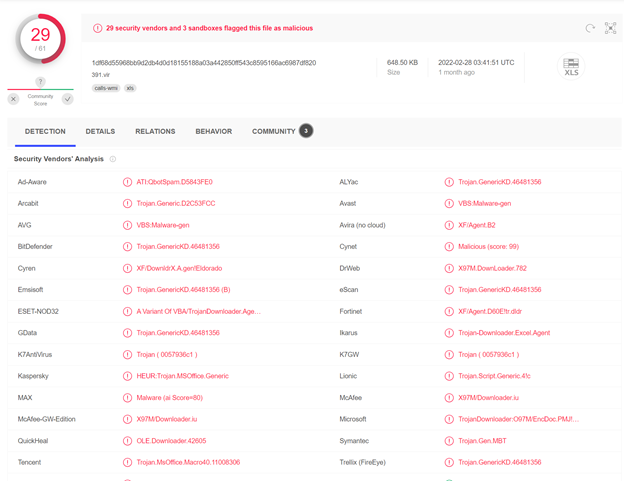 29
/ 61
?
Community
Score
29 security vendors and 3 sandboxes flagged this file as malicious
1df68d55968bb9d2db4d0d18155188a03a442850ff543c8595166ac6987df820
391.vir
calls-wmi xls
648.50 KB
Size
2022-02-28 03:41:51 UTC
1 month ago
XLS
DETECTION DETAILS RELATIONS BEHAVIOR COMMUNITY 3
Security Vendors' Analysis
Ad-Aware ATI:QbotSpam.D5843FE0 ALYac Trojan.GenericKD.46481356
Arcabit Trojan.Generic.D2C53FCC Avast VBS:Malware-gen
AVG VBS:Malware-gen Avira (no cloud) XF/Agent.B2
BitDefender Trojan.GenericKD.46481356 Cynet Malicious (score: 99)
Cyren XF/DownldrX.A.gen!Eldorado DrWeb X97M.DownLoader.782
Emsisoft Trojan.GenericKD.46481356 (B) eScan Trojan.GenericKD.46481356
ESET-NOD32 A Variant Of VBA/TrojanDownloader.Age… Fortinet XF/Agent.D60E!tr.dldr
GData Trojan.GenericKD.46481356 Ikarus Trojan-Downloader.Excel.Agent
K7AntiVirus Trojan ( 0057936c1 ) K7GW Trojan ( 0057936c1 )
Kaspersky HEUR:Trojan.MSOffice.Generic Lionic Trojan.Script.Generic.4!c
MAX Malware (ai Score=80) McAfee X97M/Downloader.iu
McAfee-GW-Edition X97M/Downloader.iu Microsoft TrojanDownloader:O97M/EncDoc.PMJ!…
QuickHeal OLE.Downloader.42605 Symantec Trojan.Gen.MBT
Tencent Trojan.MsOffice.Macro40.11008306 Trellix (FireEye) Trojan.GenericKD.46481356